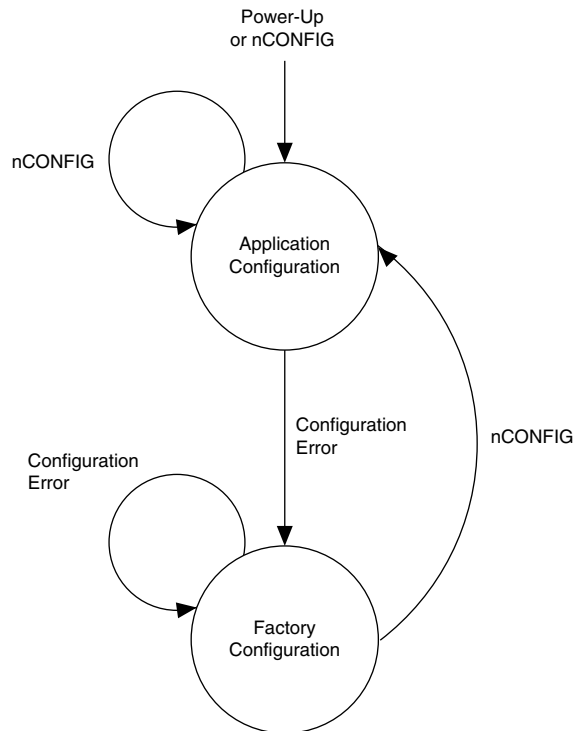 Power-Up
or nCONFIG
nCONFIG
Application
Configuration
Configuration
Error
nCONFIG
Configuration
Error
Factory
Configuration